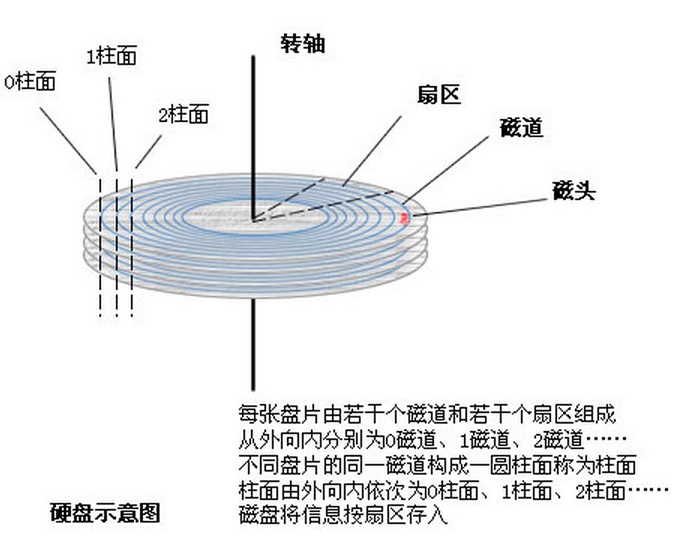 转轴
1柱面
0柱面
扇区
2柱面
磁道
磁头
每张盘片由若干个磁道和若干个扇区组成
从外向内分别为0磁道、1磁道、2磁道……
不同盘片的同一磁道构成一圆柱面称为柱面
柱面由外向内依次为0柱面、1柱面、2柱面……
磁盘将信息按扇区存入
硬盘示意图